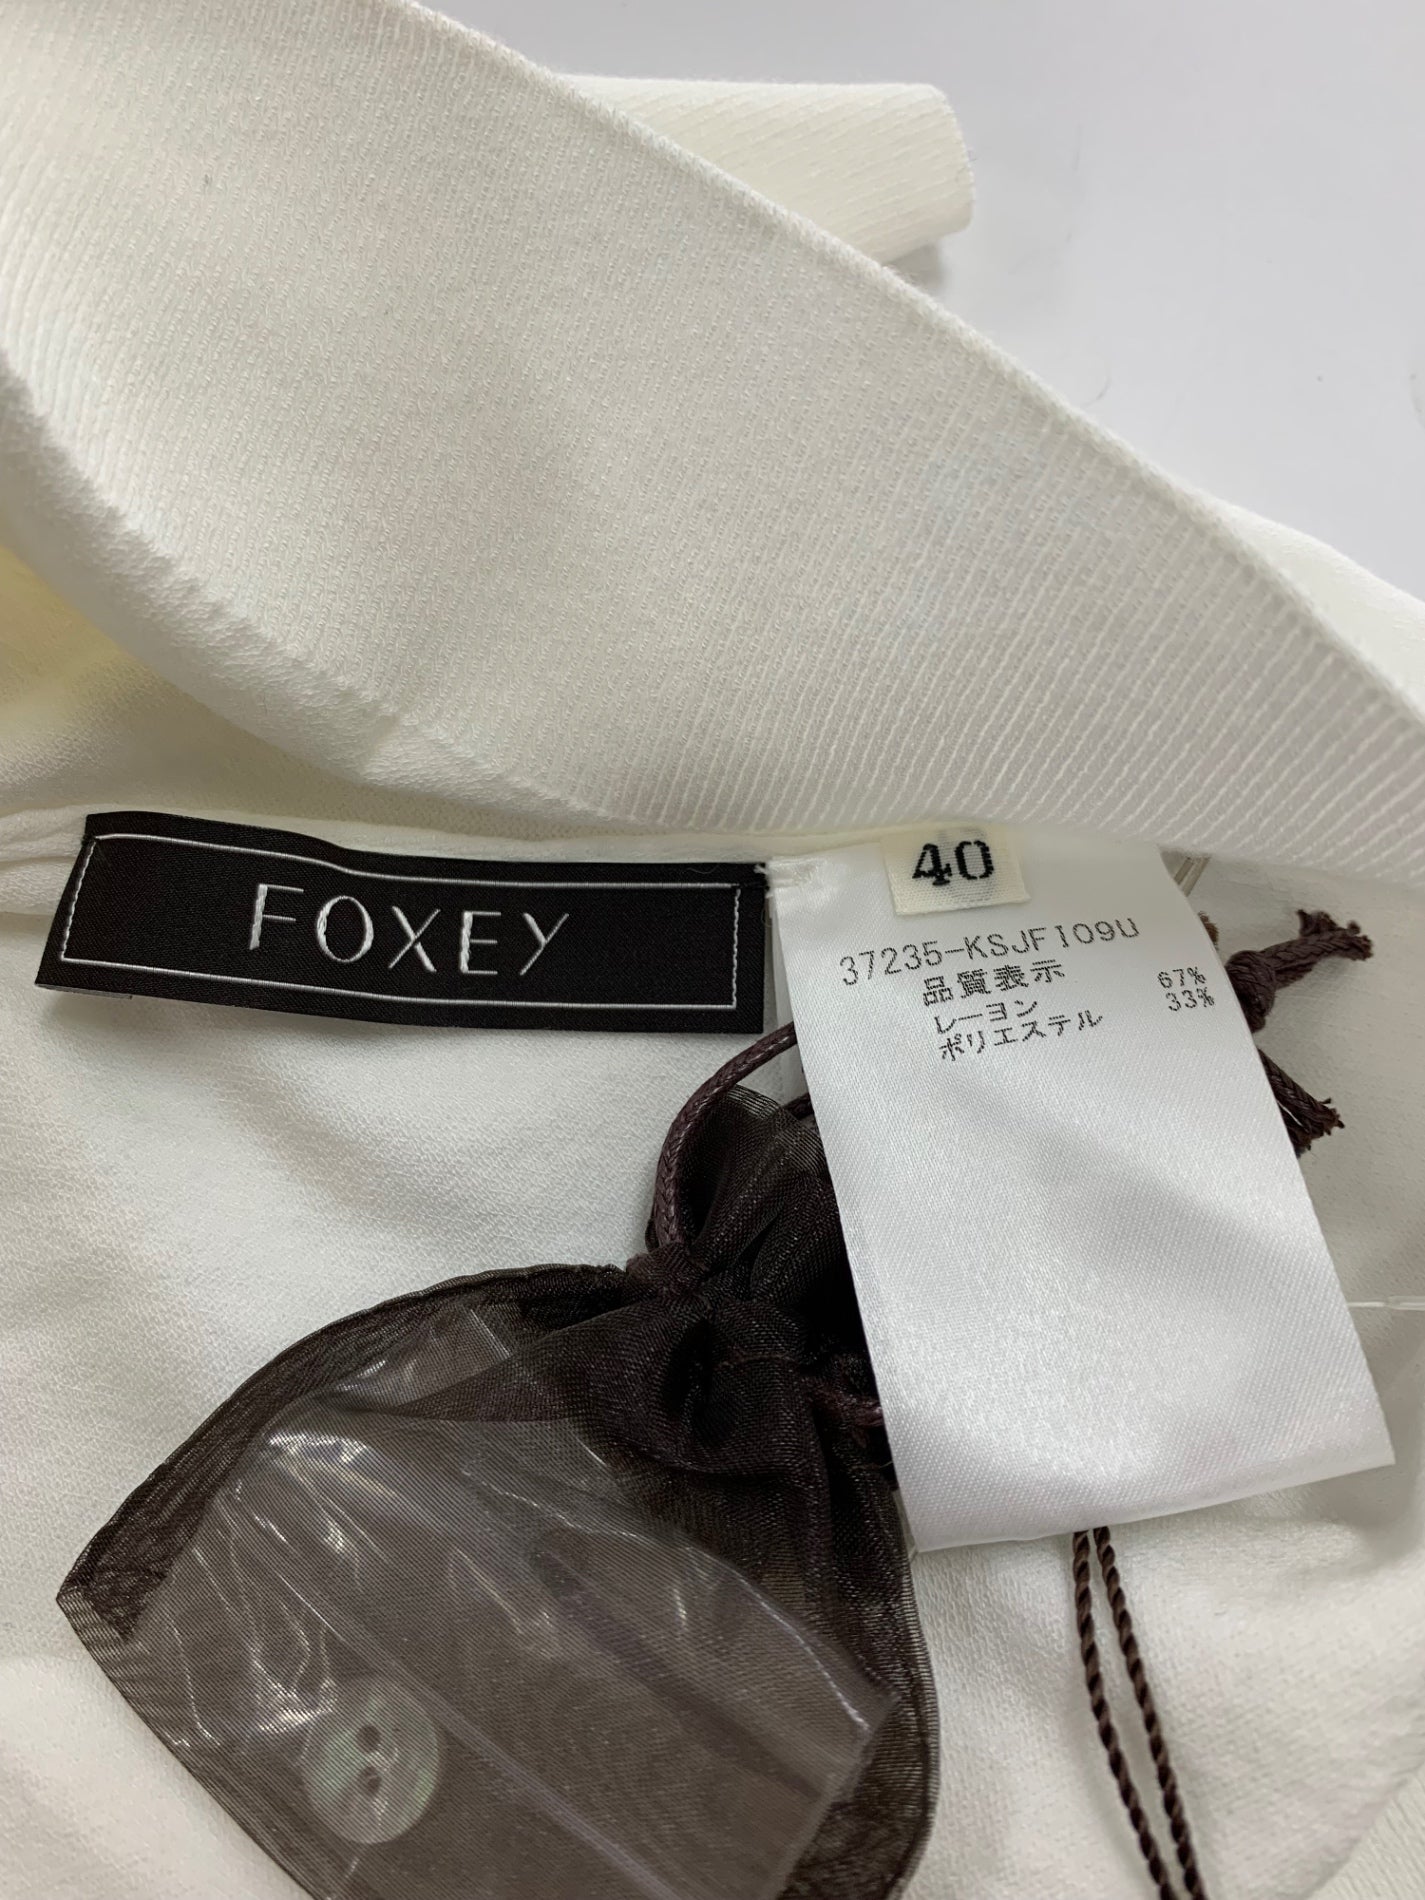 FOXEY
40
37235-KSJFI09U
品質表示
レーヨン 67%
ポリエステル 33%